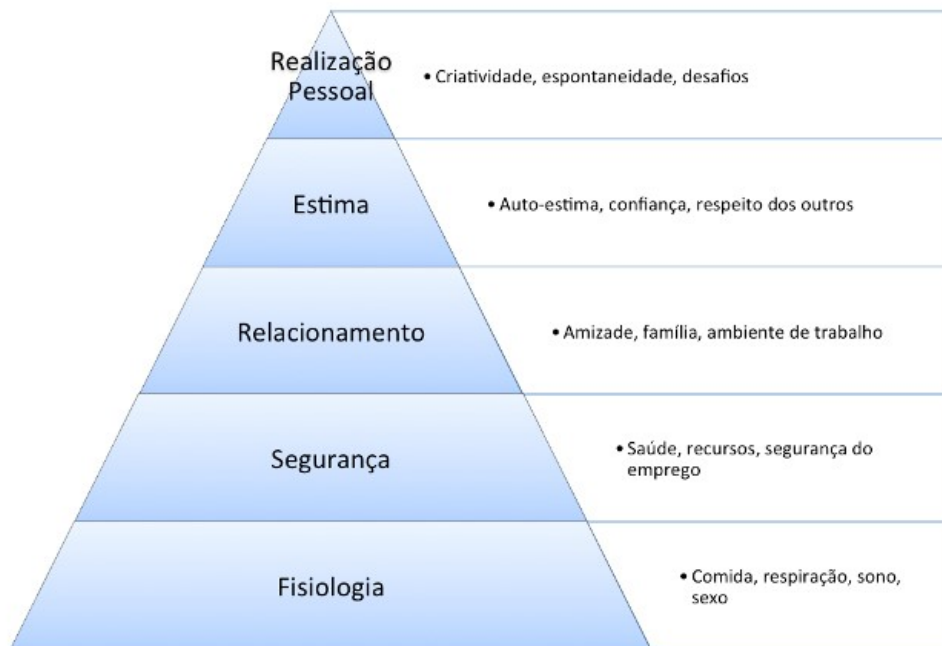 Realização
Pessoal
• Criatividade, espontaneidade, desafios
Estima
• Auto-estima, confiança, respeito dos outros
Relacionamento
• Amizade, família, ambiente de trabalho
Segurança
• Saúde, recursos, segurança do
emprego
Fisiologia
• Comida, respiração, sono,
sexo